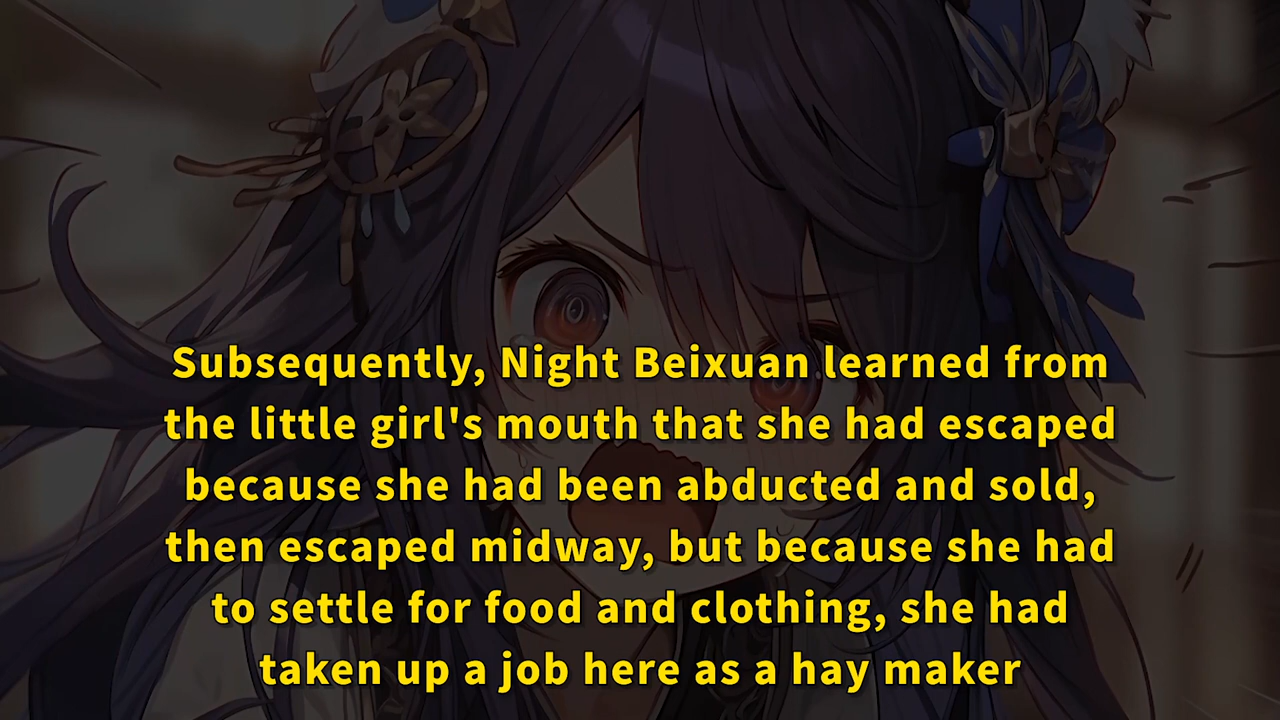 Subsequently, Night Beixuan learned from
the little girl's mouth that she had escaped
because she had been abducted and sold,
then escaped midway, but because she had
to settle for food and clothing, she had
taken up a job here as a hay maker